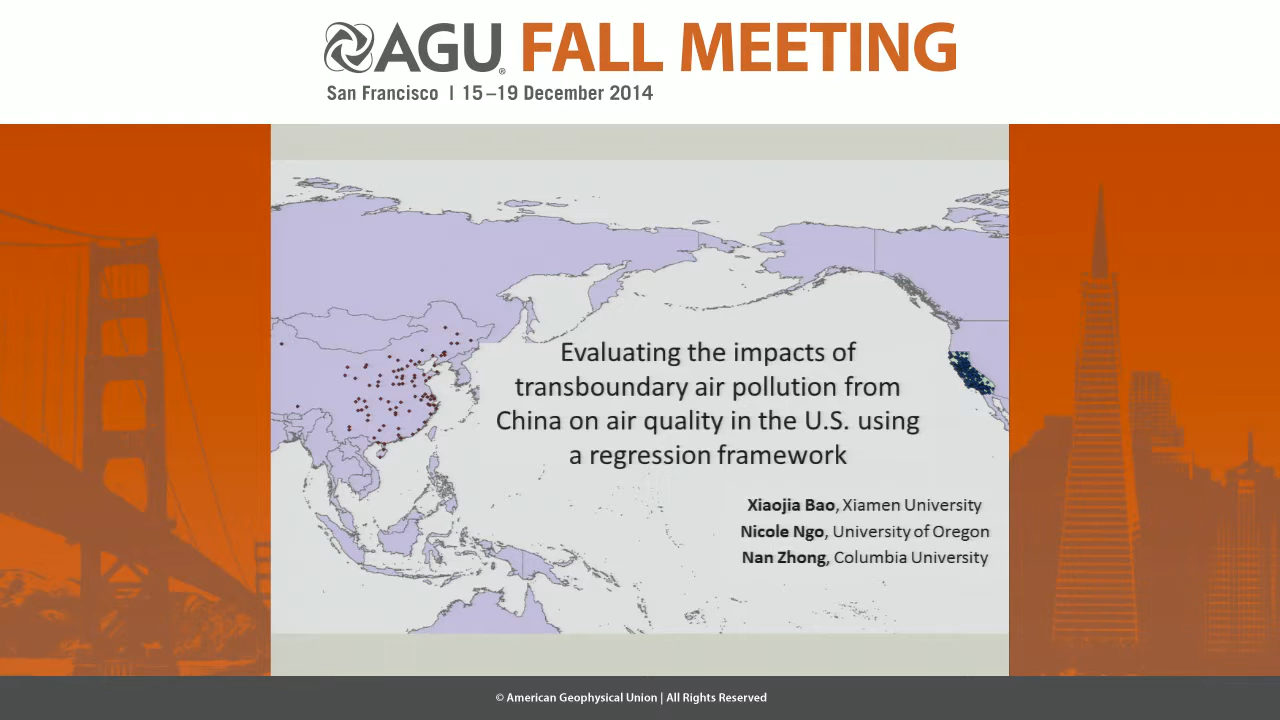 AGU® FALL MEETING
San Francisco | 15–19 December 2014
Evaluating the impacts of
transboundary air pollution from
China on air quality in the U.S. using
a regression framework
Xiaojia Bao, Xiamen University
Nicole Ngo, University of Oregon
Nan Zhong, Columbia University
© American Geophysical Union | All Rights Reserved